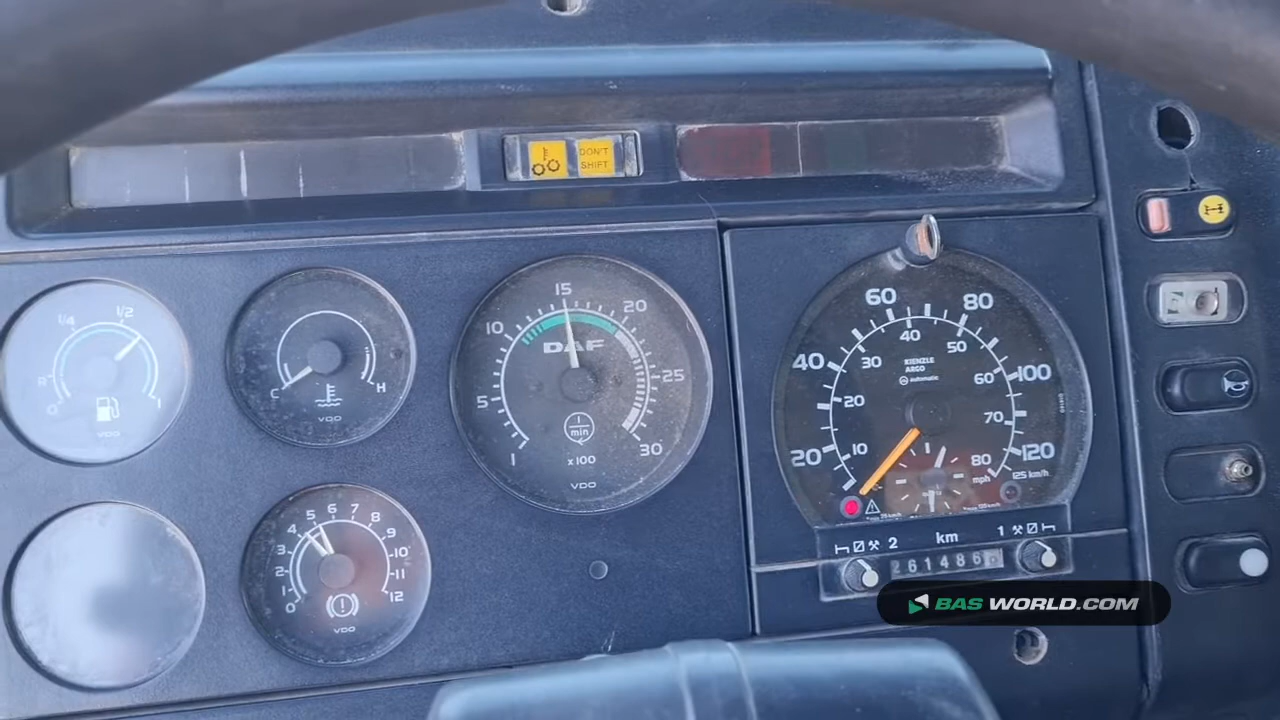 DON'T
SHIFT
R 1/4 1/2
0 1
VDO
C H
VDO
1 5 10 15 20 25 30
DAF
1
min
x100
VDO
20 40 60 80 100 120
10 20 30 40 50 60 70 80
KIENZLE
ARGO
automatic
mph
125 km/h
0 1 2 3 4 5 6 7 8 9 10 11 12
VDO
2 km 1
261486
BAS WORLD.COM